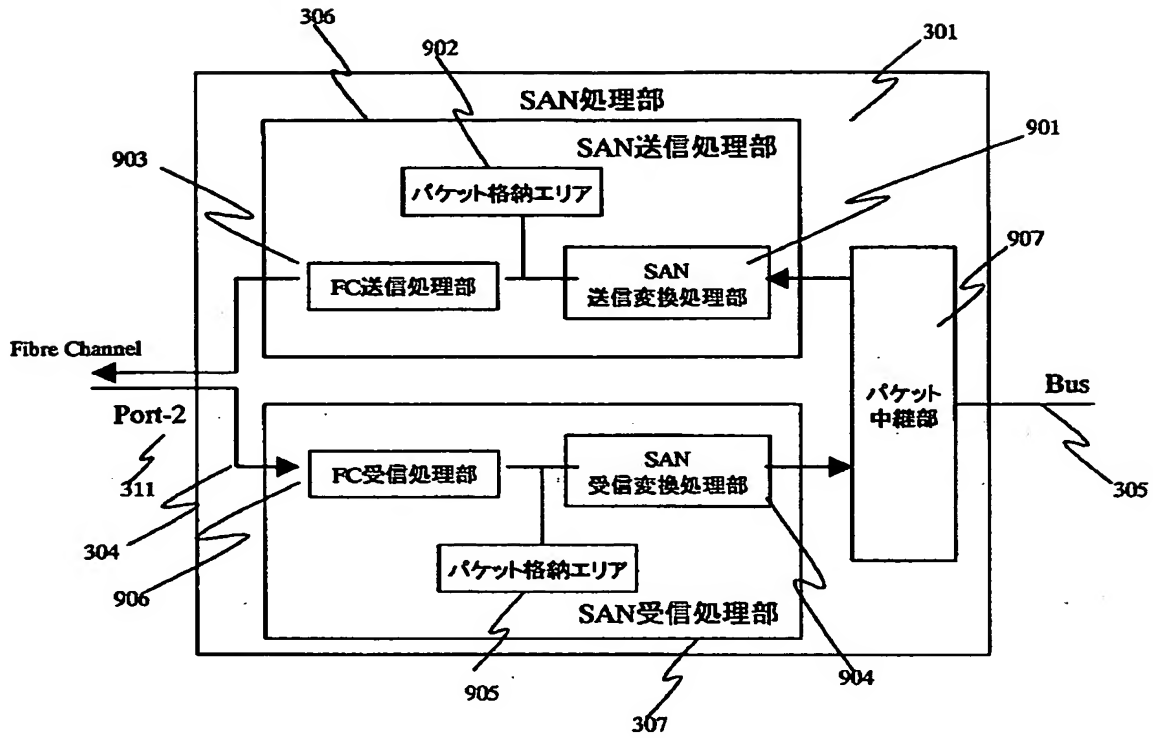 306
902
301
SAN処理部
901
903
SAN送信処理部
パケット格納エリア
907
FC送信処理部
SAN
送信変換処理部
Fibre Channel
Port-2
パケット
中継部
Bus
311
FC受信処理部
SAN
受信変換処理部
305
304
パケット格納エリア
906
SAN受信処理部
905
904
307